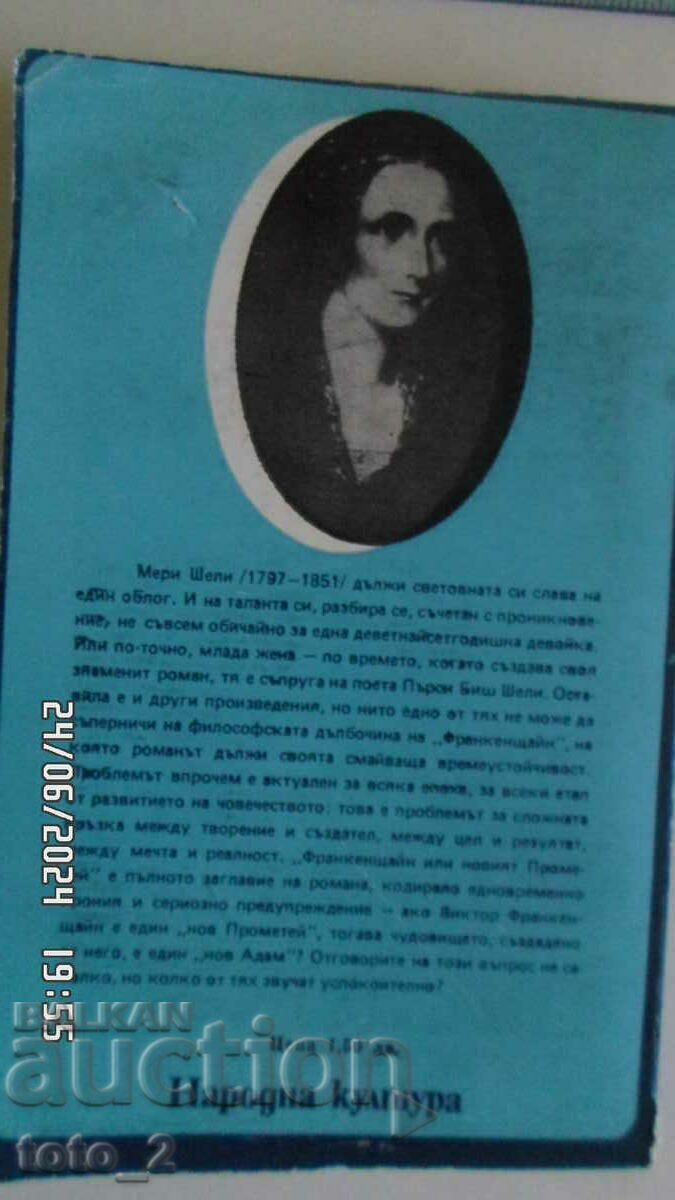 Мери Шели /1797–1851/ дължи световната си слава на
един облог. И на таланта си, разбира се, съчетан с проникнове-
ние, не съвсем обичайно за една деветнайсетгодишна девойка.
Или по-точно, млада жена — по времето, когато създава своя
знаменит роман, тя е съпруга на поета Пърси Биш Шели. Оста-
вила е и други произведения, но нито едно от тях не може да
съперничи на философската дълбочина на „Франкенщайн", на
която романът дължи своята смайваща времеустойчивост.
Проблемът впрочем е актуален за всяка епоха, за всеки етап
от развитието на човечеството: това е проблемът за сложната
връзка между творение и създател, между цел и резултат,
между мечта и реалност. „Франкенщайн или новият Проме-
тей" е пълното заглавие на романа, кодирало едновременно
ирония и сериозно предупреждение — ако Виктор Франкен-
щайн е един „нов Прометей", тогава чудовището, създадено
от него, е един „нов Адам"? Отговорите на този въпрос не са
малко, но колко от тях звучат успокоително?
Цена 1,50 лв.
Народна култура
24/06/2024 19:55
BALKAN
auction
toto_2